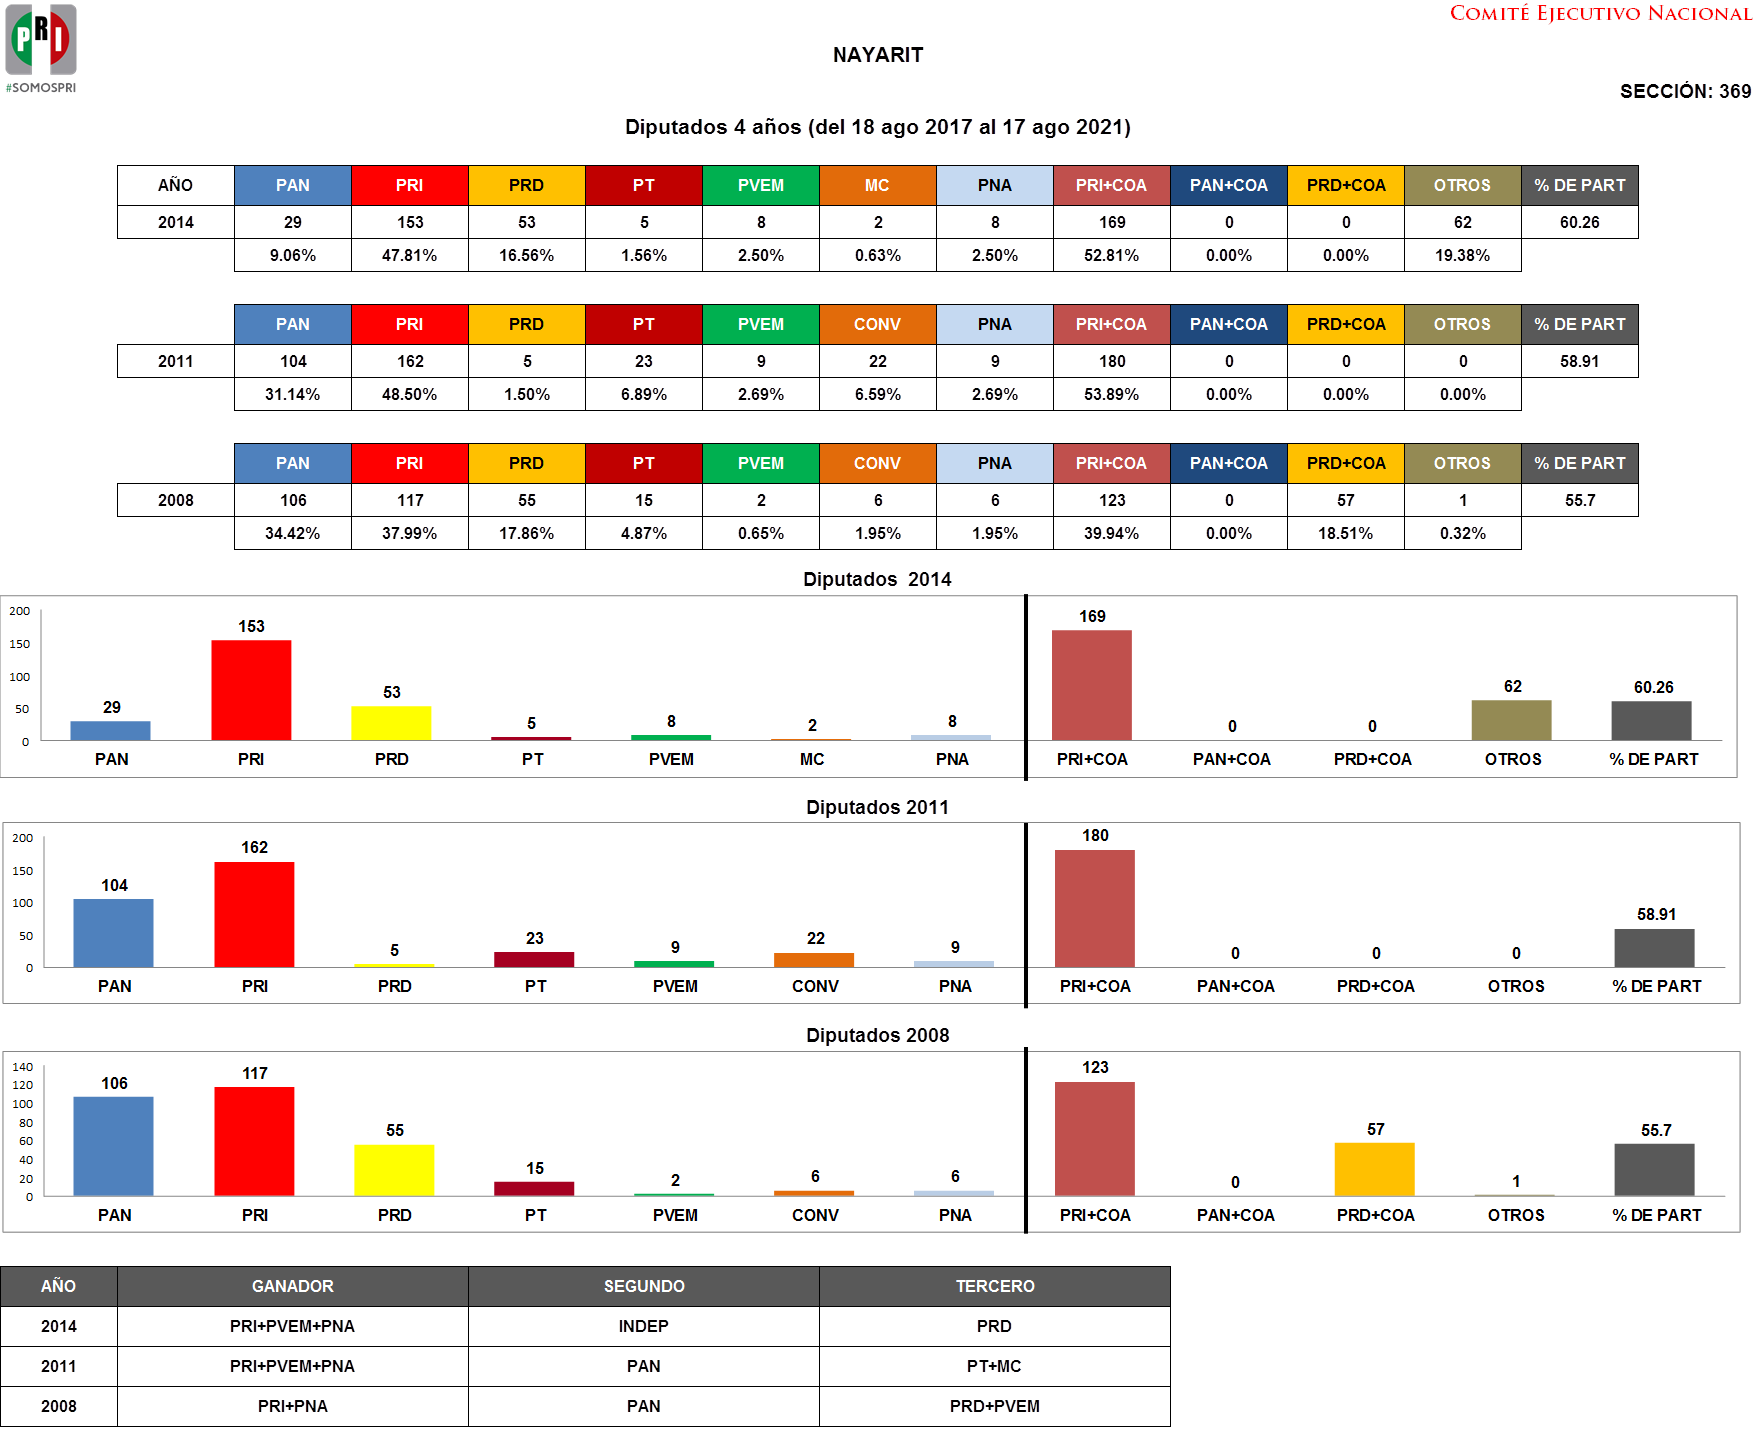 PRI
#SOMOSPRI
COMITÉ EJECUTIVO NACIONAL
NAYARIT
SECCIÓN: 369
Diputados 4 años (del 18 ago 2017 al 17 ago 2021)
AÑO PAN PRI PRD PT PVEM MC PNA PRI+COA PAN+COA PRD+COA OTROS % DE PART
2014 29 153 53 5 8 2 8 169 0 0 62 60.26
9.06% 47.81% 16.56% 1.56% 2.50% 0.63% 2.50% 52.81% 0.00% 0.00% 19.38%
PAN PRI PRD PT PVEM CONV PNA PRI+COA PAN+COA PRD+COA OTROS % DE PART
2011 104 162 5 23 9 22 9 180 0 0 0 58.91
31.14% 48.50% 1.50% 6.89% 2.69% 6.59% 2.69% 53.89% 0.00% 0.00% 0.00%
PAN PRI PRD PT PVEM CONV PNA PRI+COA PAN+COA PRD+COA OTROS % DE PART
2008 106 117 55 15 2 6 6 123 0 57 1 55.7
34.42% 37.99% 17.86% 4.87% 0.65% 1.95% 1.95% 39.94% 0.00% 18.51% 0.32%
Diputados 2014
200
150
100
50
0
29 153 53 5 8 2 8 169 0 0 62 60.26
PAN PRI PRD PT PVEM MC PNA PRI+COA PAN+COA PRD+COA OTROS % DE PART
Diputados 2011
200
150
100
50
0
104 162 5 23 9 22 9 180 0 0 0 58.91
PAN PRI PRD PT PVEM CONV PNA PRI+COA PAN+COA PRD+COA OTROS % DE PART
Diputados 2008
140
120
100
80
60
40
20
0
106 117 55 15 2 6 6 123 0 57 1 55.7
PAN PRI PRD PT PVEM CONV PNA PRI+COA PAN+COA PRD+COA OTROS % DE PART
AÑO GANADOR SEGUNDO TERCERO
2014 PRI+PVEM+PNA INDEP PRD
2011 PRI+PVEM+PNA PAN PT+MC
2008 PRI+PNA PAN PRD+PVEM